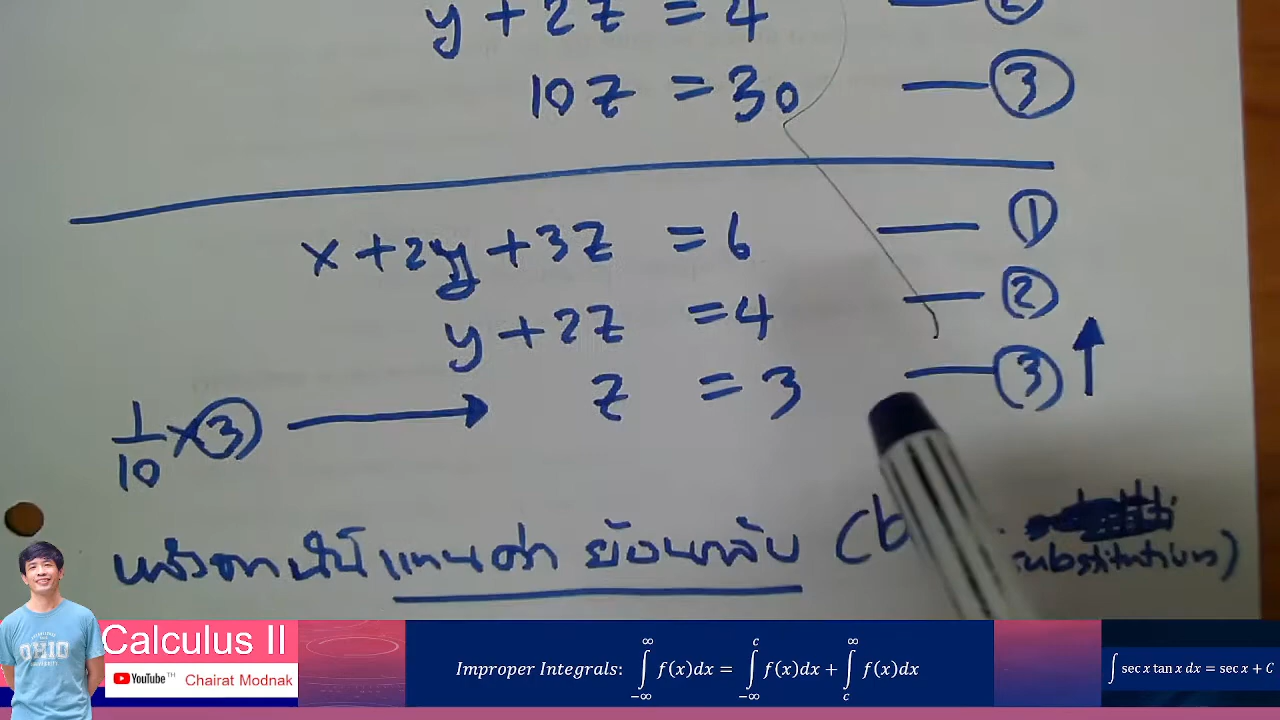 y + 2z = 4 — ②
10z = 30 — ③
x + 2y + 3z = 6 — ①
y + 2z = 4 — ②
z = 3 — ③
1/10 × ③ →
แทนค่า ย้อนกลับ ( substitution)
OHIO
Calculus II
YouTube TH Chairat Modnak
Improper Integrals: ∫_{-∞}^{∞} f(x)dx = ∫_{-∞}^{c} f(x)dx + ∫_{c}^{∞} f(x)dx
∫ sec x tan x dx = sec x + C